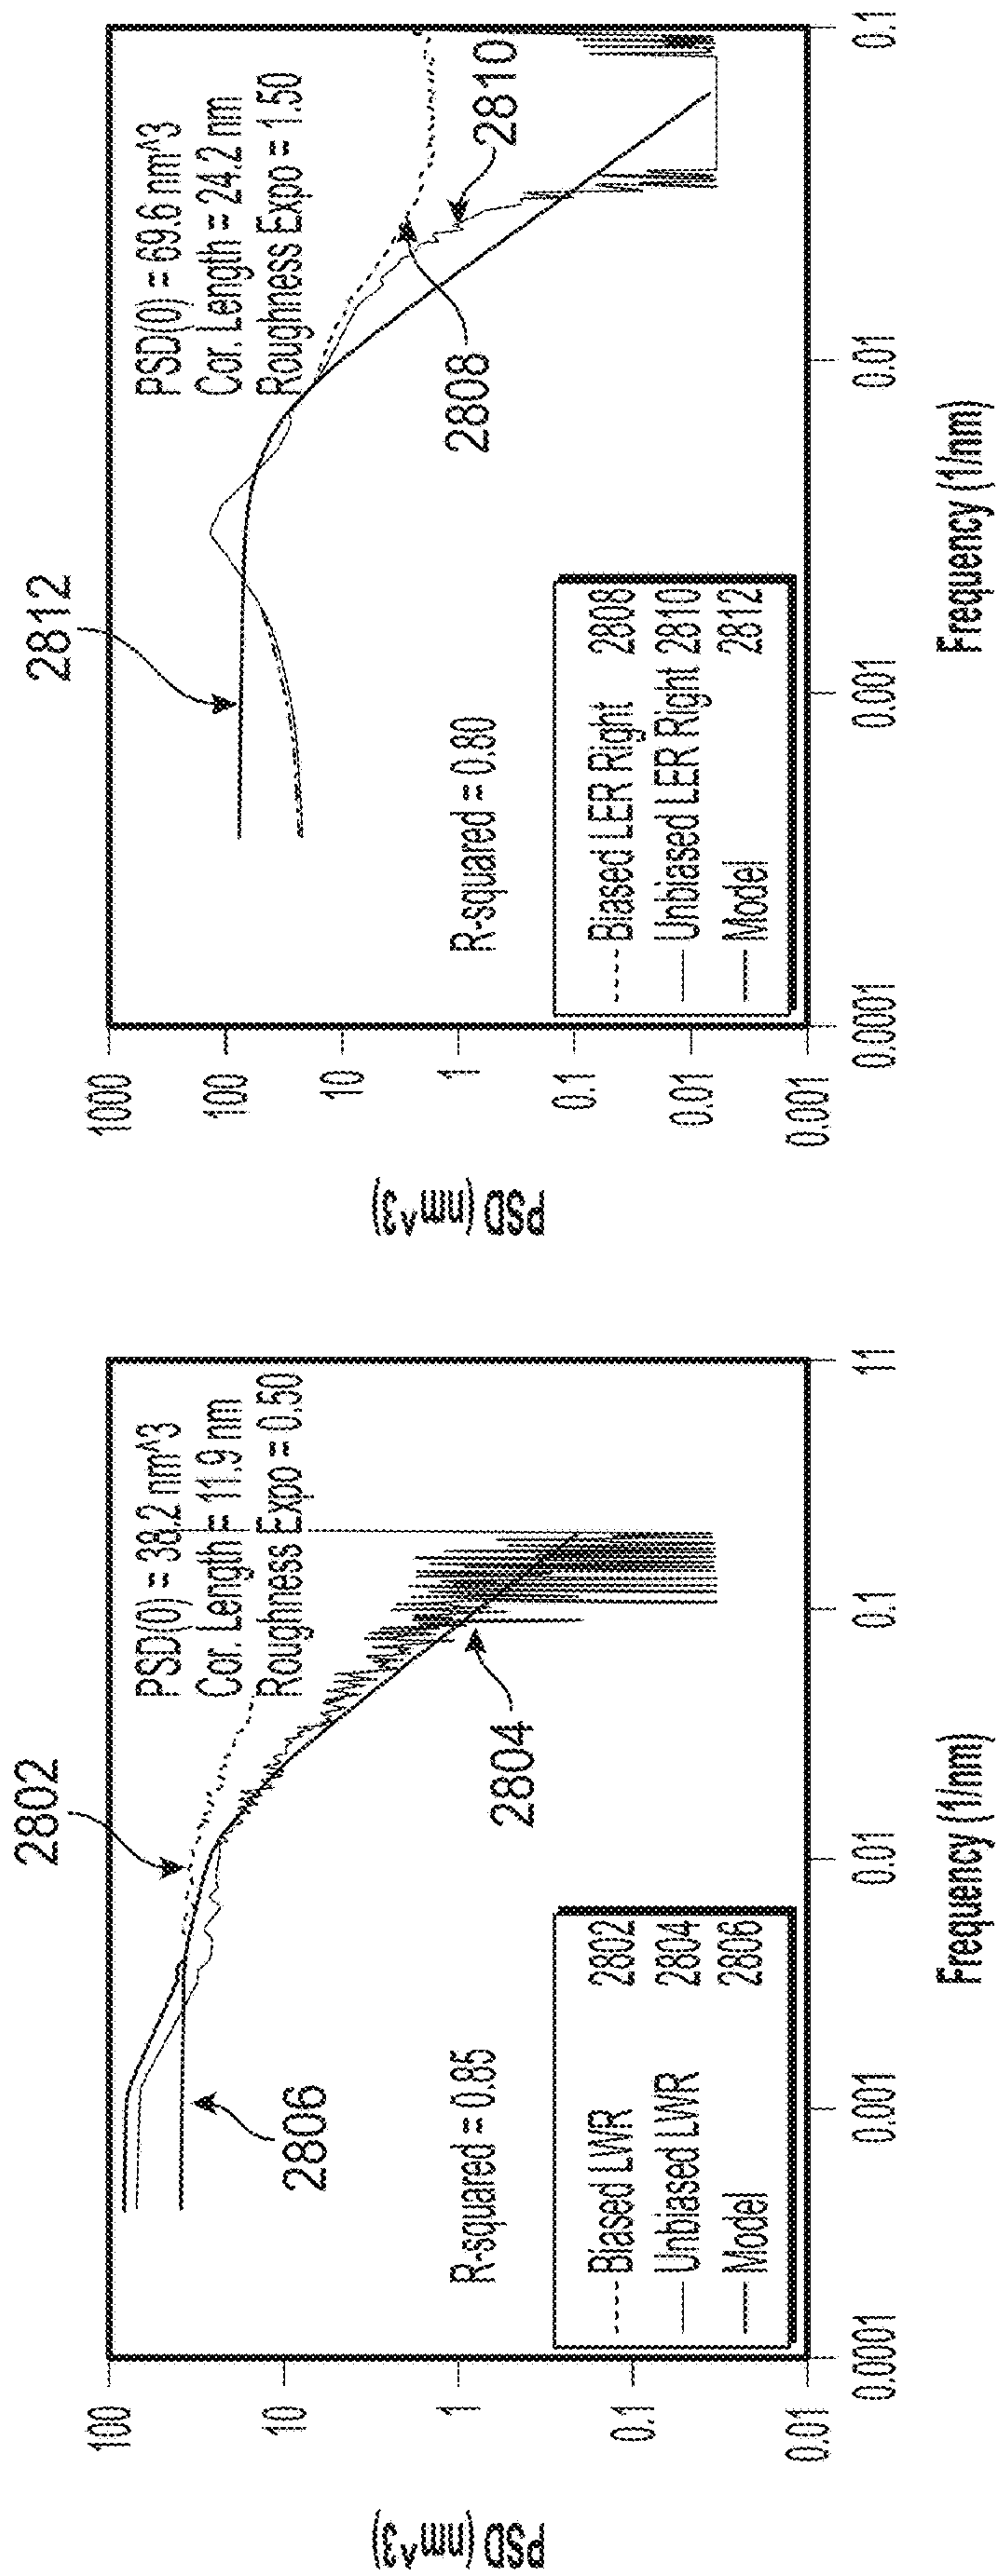 2802
PSD(0) = 38.2 nm^3
Cor. Length = 11.9 nm
Roughness Expo = 0.50
2806
2804
R-squared = 0.85
Biased LWR 2802
Unbiased LWR 2804
Model 2806
100
10
1
0.1
0.01
PSD (nm^3)
0.0001
0.001
0.01
0.1
11
Frequency (1/nm)
2812
PSD(0) = 69.6 nm^3
Cor. Length = 24.2 nm
Roughness Expo = 1.50
2810
2808
R-squared = 0.80
Biased LER Right 2808
Unbiased LER Right 2810
Model 2812
1000
100
10
1
0.1
0.01
0.001
PSD (nm^3)
0.0001
0.001
0.01
0.1
Frequency (1/nm)